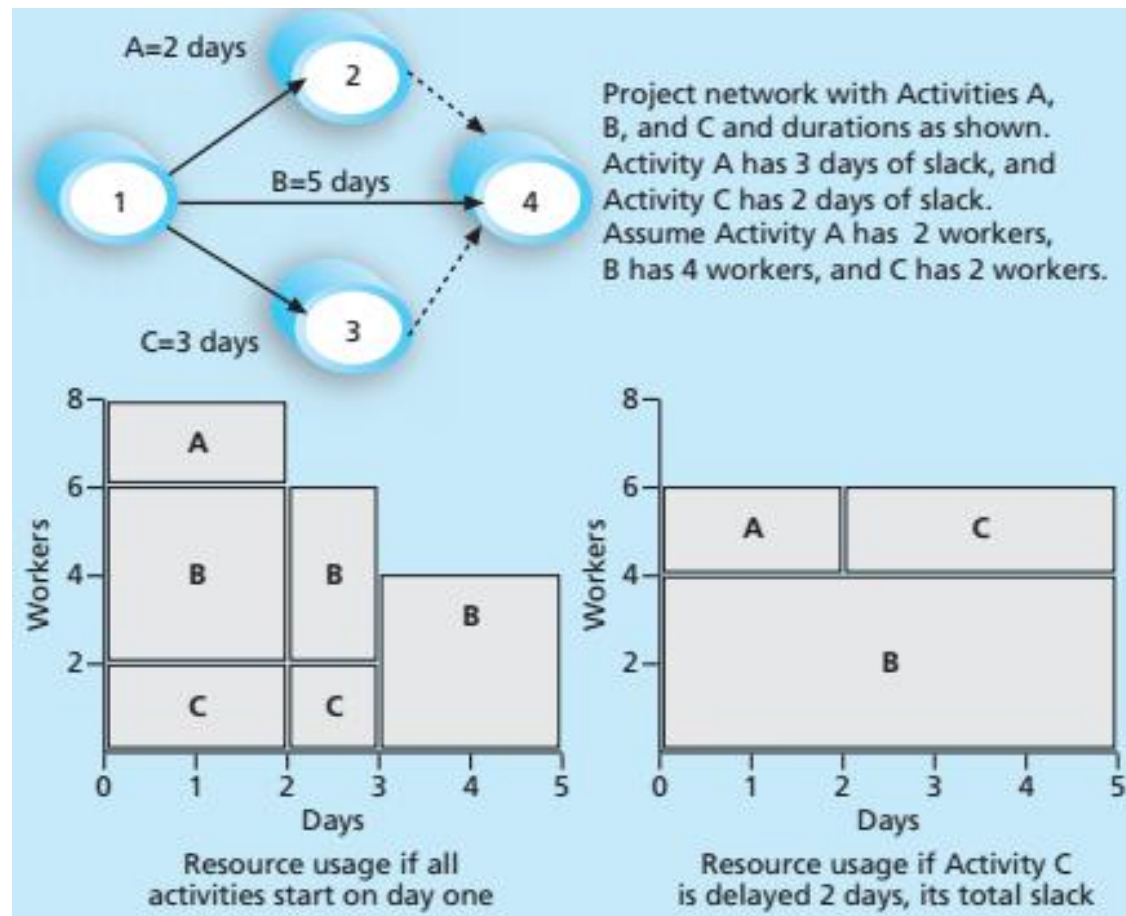 A=2 days
2
Project network with Activities A,
B, and C and durations as shown.
Activity A has 3 days of slack, and
Activity C has 2 days of slack.
Assume Activity A has 2 workers,
B has 4 workers, and C has 2 workers.
1
B=5 days
4
C=3 days
3
8
6
4
2
Workers
A
B
B
B
C
C
0 1 2 3 4 5
Days
Resource usage if all
activities start on day one
8
6
4
2
Workers
A
C
B
0 1 2 3 4 5
Days
Resource usage if Activity C
is delayed 2 days, its total slack